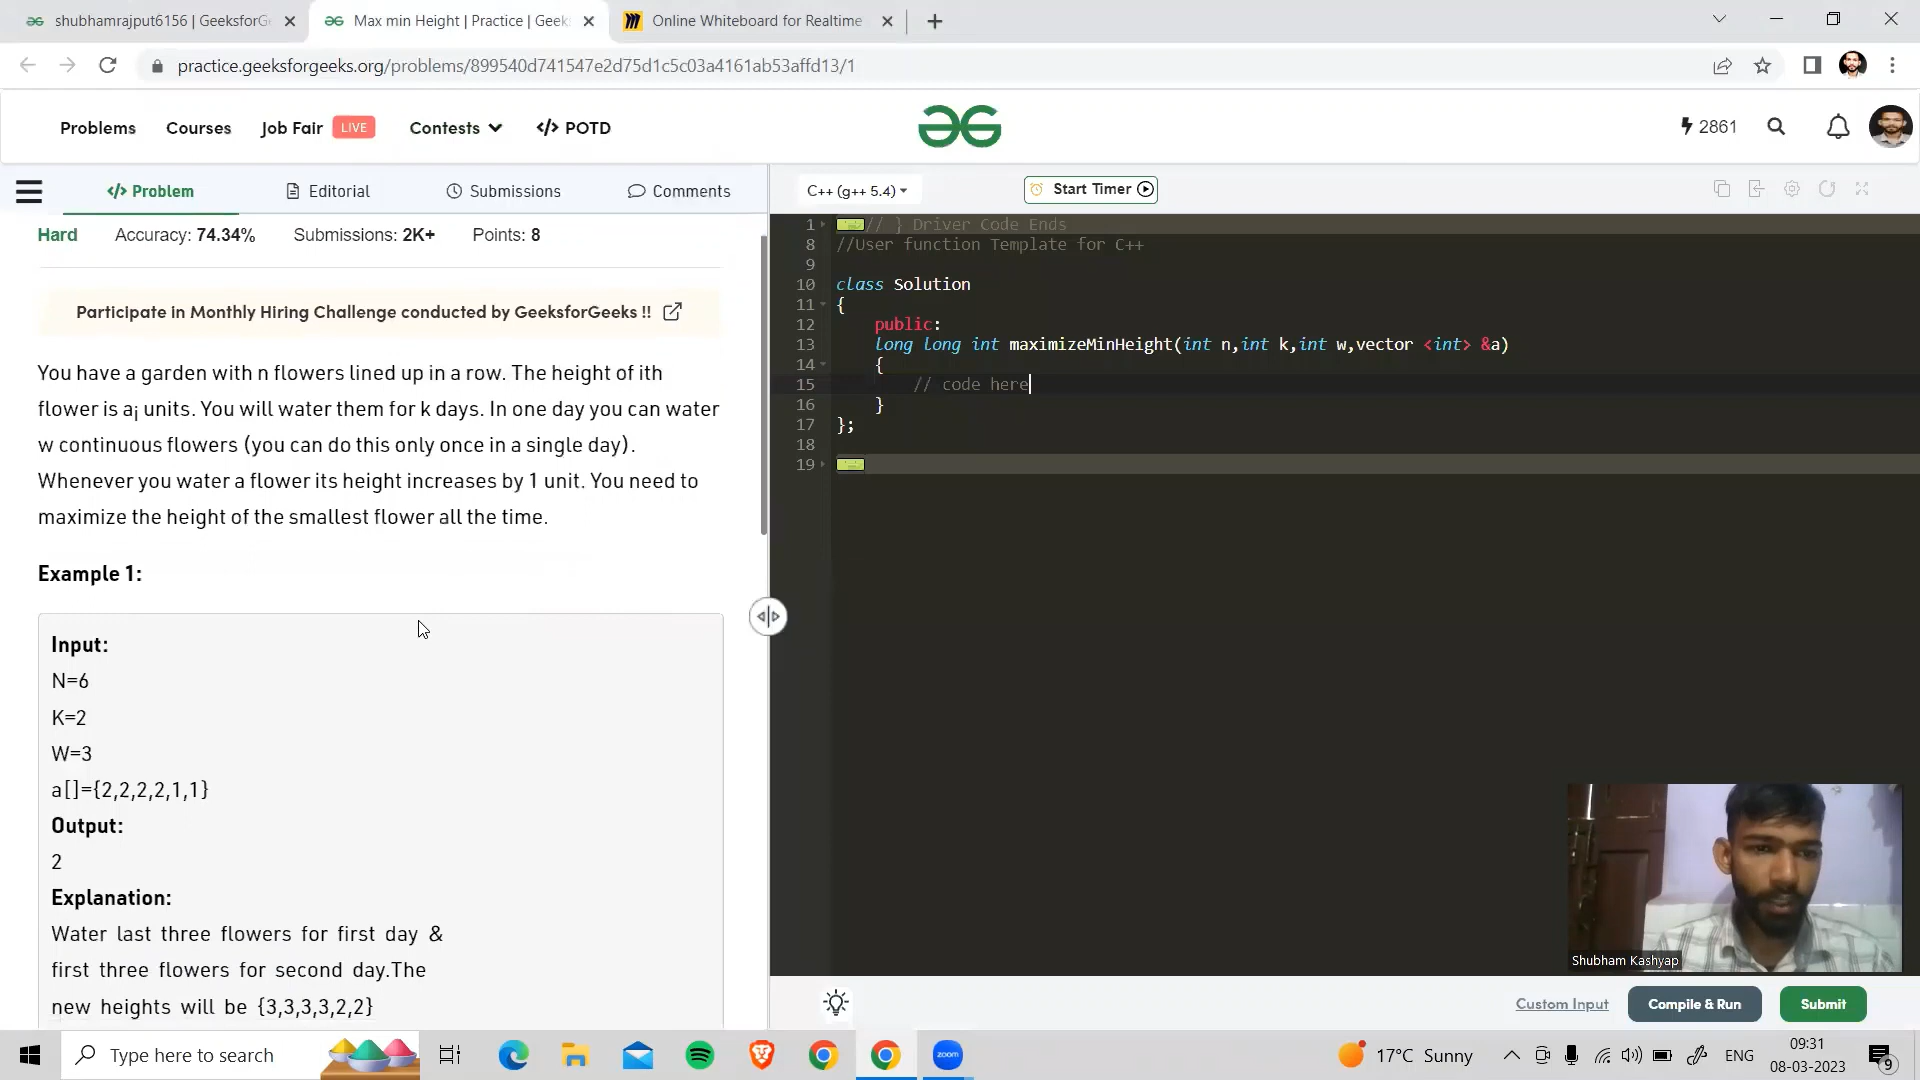 shubhamrajput6156 | GeeksforGe
Max min Height | Practice | Geek
Online Whiteboard for Realtime
practice.geeksforgeeks.org/problems/899540d741547e2d75d1c5c03a4161ab53affd13/1
Problems
Courses
Job Fair
LIVE
Contests
</> POTD
2861
</> Problem
Editorial
Submissions
Comments
C++ (g++ 5.4)
Start Timer
Hard
Accuracy: 74.34%
Submissions: 2K+
Points: 8
Participate in Monthly Hiring Challenge conducted by GeeksforGeeks !!
You have a garden with n flowers lined up in a row. The height of ith
flower is ai units. You will water them for k days. In one day you can water
w continuous flowers (you can do this only once in a single day).
Whenever you water a flower its height increases by 1 unit. You need to
maximize the height of the smallest flower all the time.
Example 1:
Input:
N=6
K=2
W=3
a[]={2,2,2,2,1,1}
Output:
2
Explanation:
Water last three flowers for first day &
first three flowers for second day.The
new heights will be {3,3,3,3,2,2}
1 // } Driver Code Ends
8 //User function Template for C++
9
10 class Solution
11 {
12 public:
13 long long int maximizeMinHeight(int n,int k,int w,vector <int> &a)
14 {
15 // code here
16 }
17 };
18
19
Shubham Kashyap
Custom Input
Compile & Run
Submit
Type here to search
zoom
17°C Sunny
ENG
09:31
08-03-2023
9